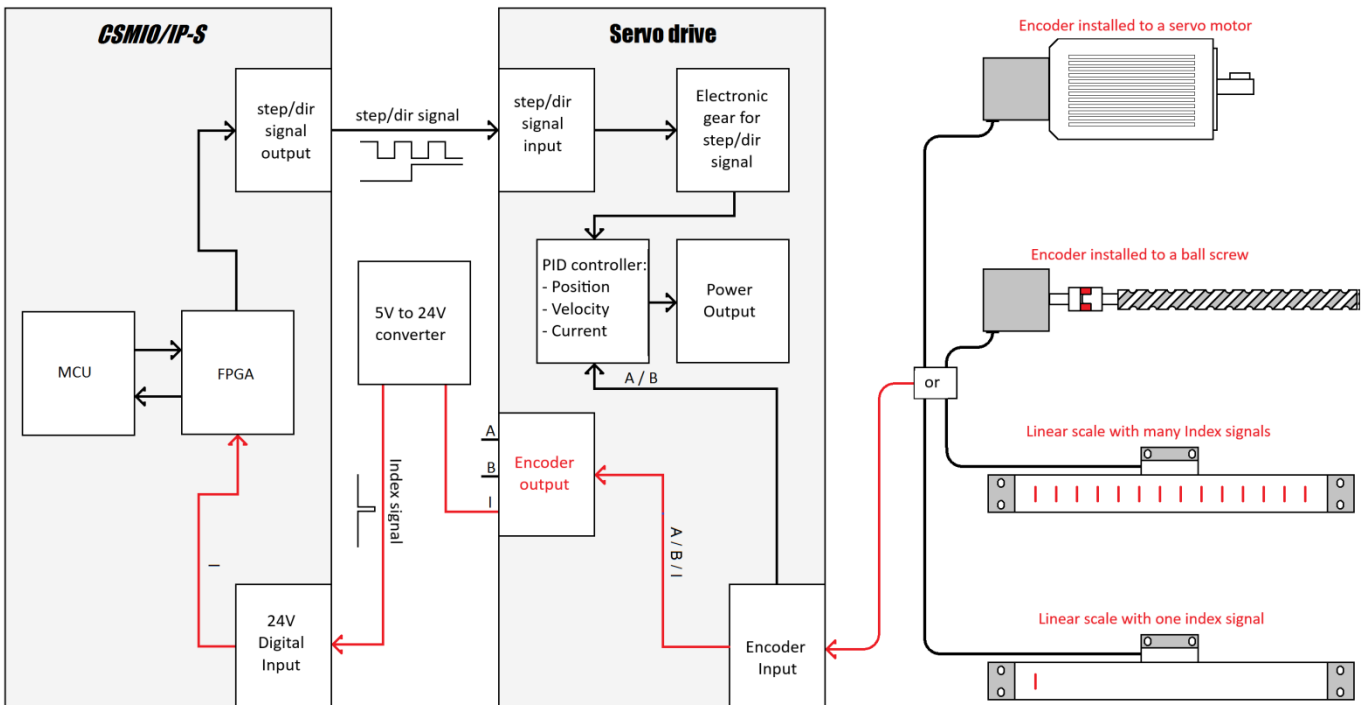 CSMIO/IP-S
step/dir
signal
output
MCU
FPGA
I
24V
Digital
Input
step/dir signal
5V to 24V
converter
Index signal
Servo drive
step/dir
signal
input
Electronic
gear for
step/dir
signal
PID controller:
- Position
- Velocity
- Current
Power
Output
A / B
A
B
I
Encoder
output
A / B / I
Encoder
Input
Encoder installed to a servo motor
Encoder installed to a ball screw
or
Linear scale with many Index signals
Linear scale with one index signal